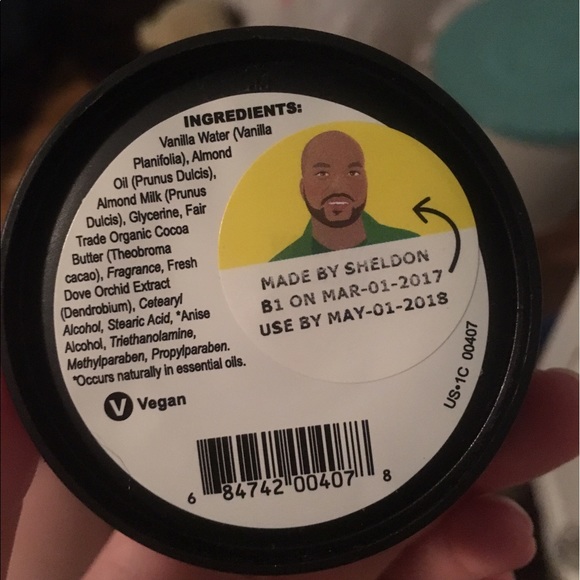 INGREDIENTS:
Vanilla Water (Vanilla
Planifolia), Almond
Oil (Prunus Dulcis),
Almond Milk (Prunus
Dulcis), Glycerine, Fair
Trade Organic Cocoa
Butter (Theobroma
cacao), Fragrance, Fresh
Dove Orchid Extract
(Dendrobium), Cetearyl
Alcohol, Stearic Acid, *Anise
Alcohol, Triethanolamine,
Methylparaben, Propylparaben.
*Occurs naturally in essential oils.
V Vegan
MADE BY SHELDON
B1 ON MAR-01-2017
USE BY MAY-01-2018
US•1C 00407
6 84742 00407 8